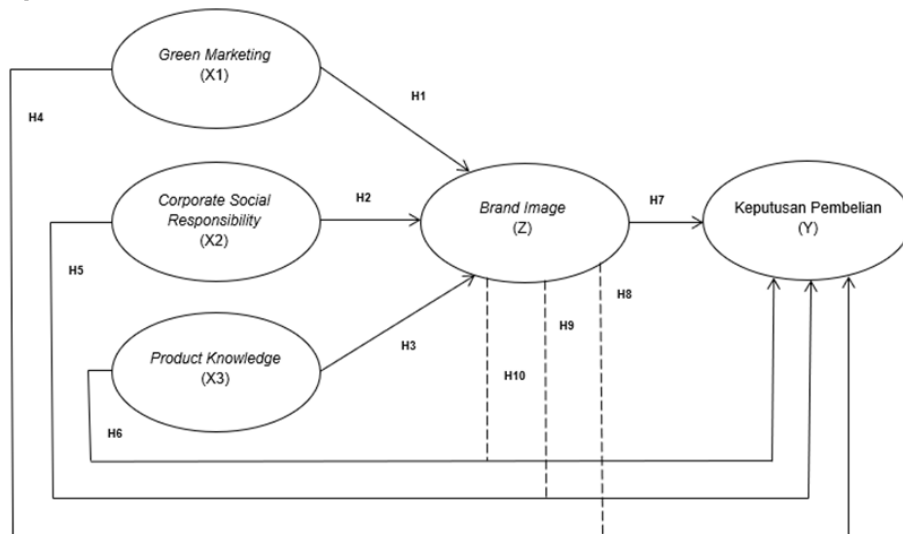 Green Marketing
(X1)
H4
H1
Corporate Social
Responsibility
(X2)
H2
Brand Image
(Z)
H7
Keputusan Pembelian
(Y)
H5
H8
H9
H3
Product Knowledge
(X3)
H10
H6